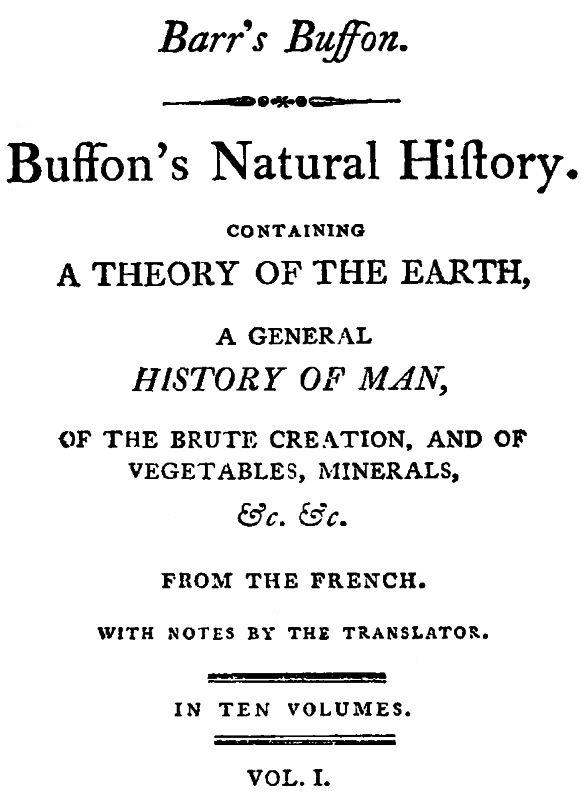 Barr's Buffon.
Buffon's Natural Hiſtory.
CONTAINING
A THEORY OF THE EARTH,
A GENERAL
HISTORY OF MAN,
OF THE BRUTE CREATION, AND OF
VEGETABLES, MINERALS,
&c. &c.
FROM THE FRENCH.
WITH NOTES BY THE TRANSLATOR.
IN TEN VOLUMES.
VOL. I.